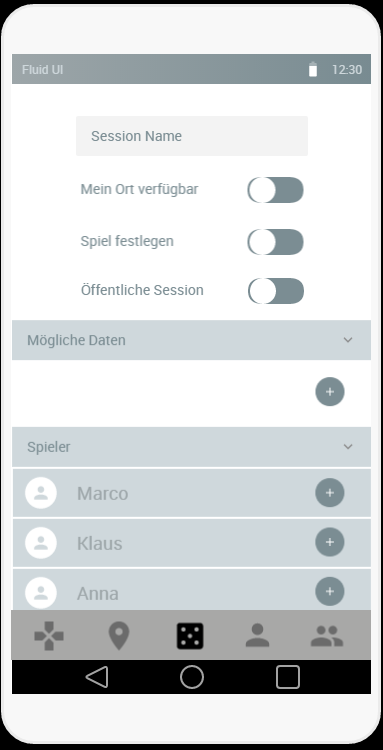 Fluid UI 12:30
Session Name
Mein Ort verfügbar
Spiel festlegen
Öffentliche Session
Mögliche Daten
Spieler
Marco
Klaus
Anna